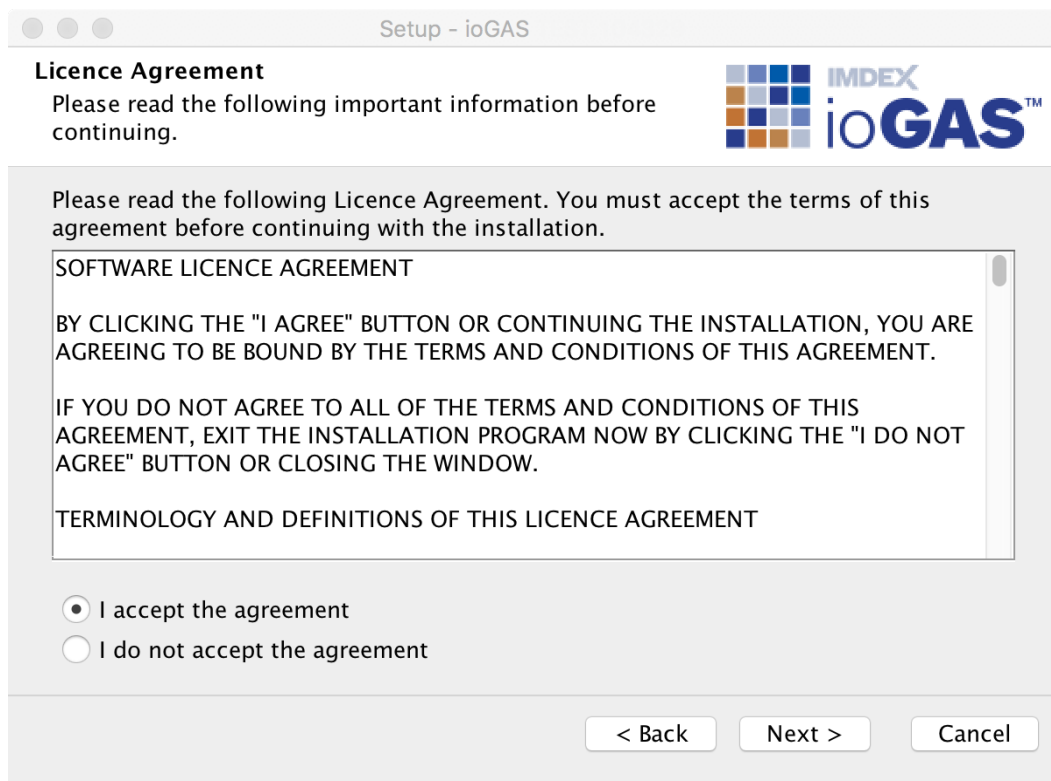 Setup - ioGAS
Licence Agreement
Please read the following important information before
continuing.
IMDEX
ioGAS™
Please read the following Licence Agreement. You must accept the terms of this
agreement before continuing with the installation.
SOFTWARE LICENCE AGREEMENT
BY CLICKING THE "I AGREE" BUTTON OR CONTINUING THE INSTALLATION, YOU ARE
AGREEING TO BE BOUND BY THE TERMS AND CONDITIONS OF THIS AGREEMENT.
IF YOU DO NOT AGREE TO ALL OF THE TERMS AND CONDITIONS OF THIS
AGREEMENT, EXIT THE INSTALLATION PROGRAM NOW BY CLICKING THE "I DO NOT
AGREE" BUTTON OR CLOSING THE WINDOW.
TERMINOLOGY AND DEFINITIONS OF THIS LICENCE AGREEMENT
I accept the agreement
I do not accept the agreement
< Back
Next >
Cancel